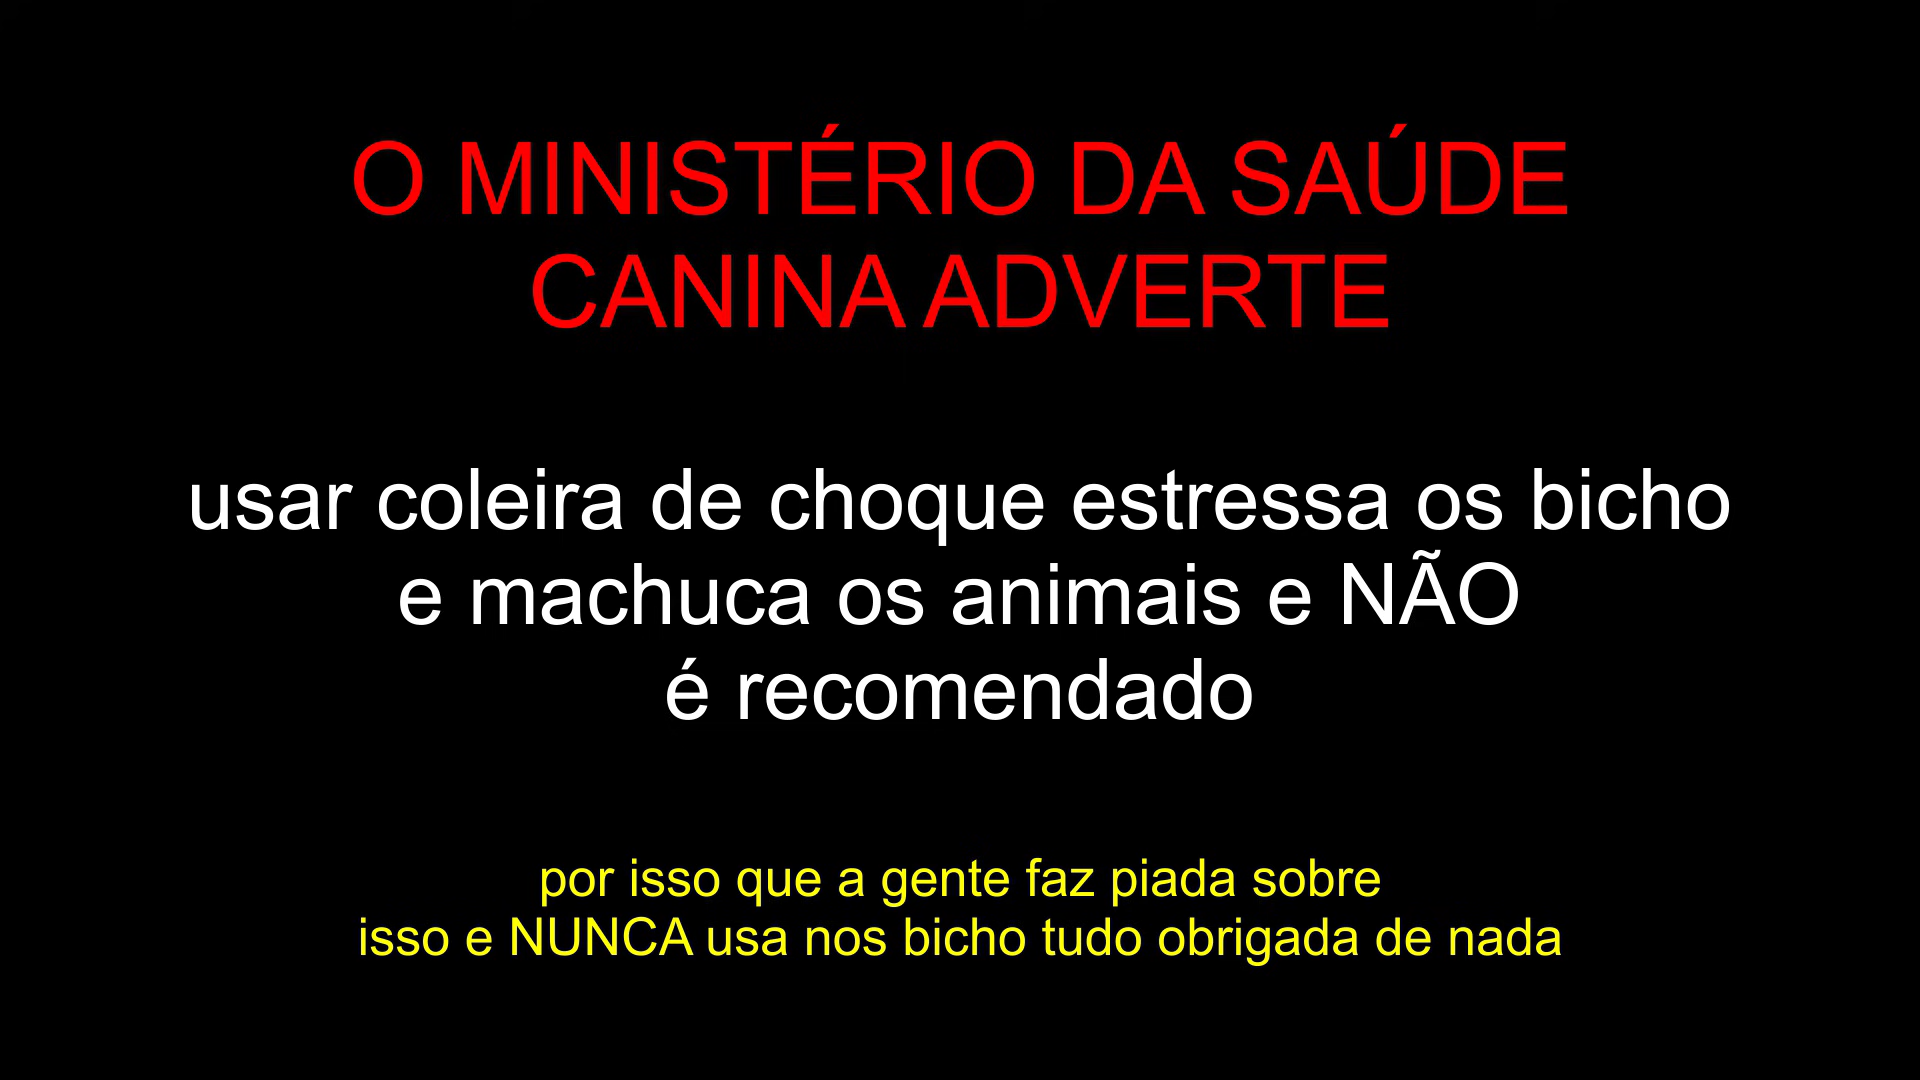 O MINISTÉRIO DA SAÚDE
CANINA ADVERTE
usar coleira de choque estressa os bicho
e machuca os animais e NÃO
é recomendado
por isso que a gente faz piada sobre
isso e NUNCA usa nos bicho tudo obrigada de nada